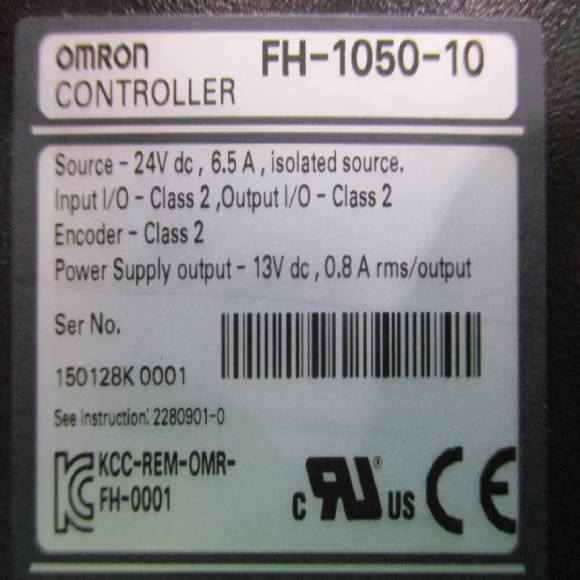 OMRON FH-1050-10
CONTROLLER
Source - 24V dc , 6.5 A , isolated source.
Input I/O - Class 2 ,Output I/O - Class 2
Encoder - Class 2
Power Supply output - 13V dc , 0.8 A rms/output
Ser No.
150128K 0001
See instruction: 2280901-0
KCC-REM-OMR-
FH-0001
c RU® US CE